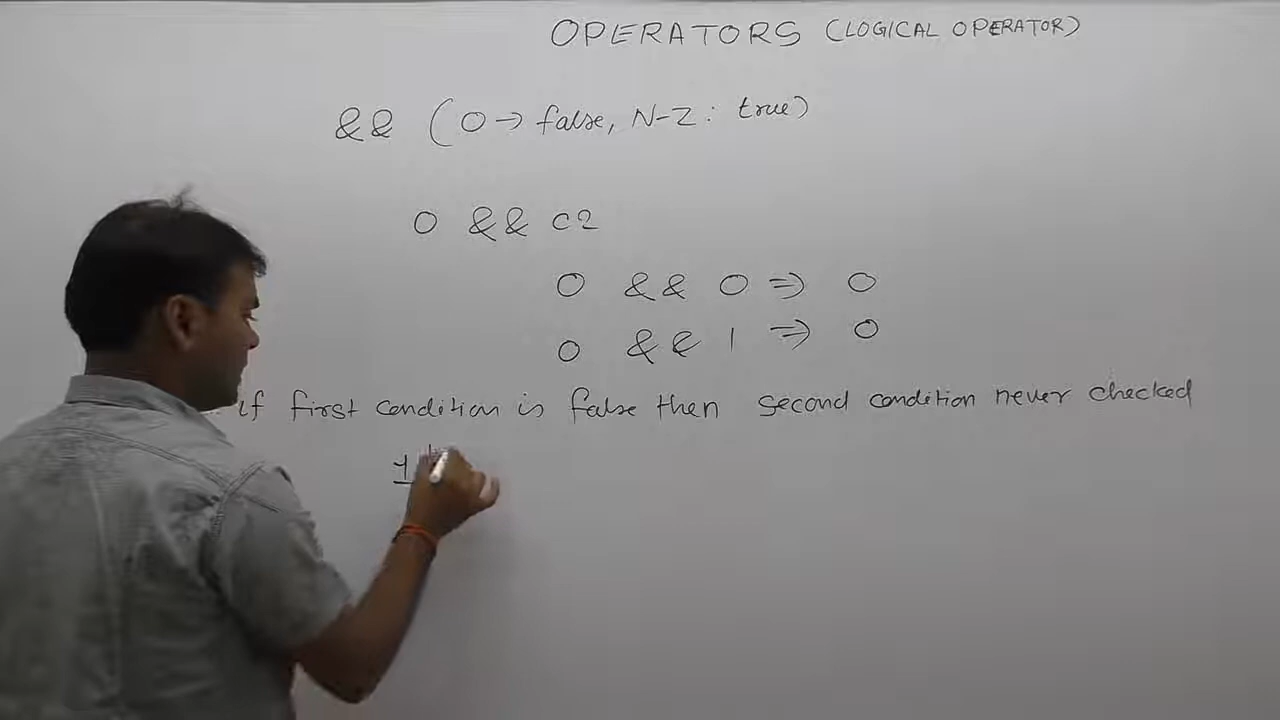 OPERATORS (LOGICAL OPERATOR)
&& (0 → false, N-Z: true)
0 && C2
0 && 0 ⇒ 0
0 && 1 ⇒ 0
if first condition is false then second condition never checked